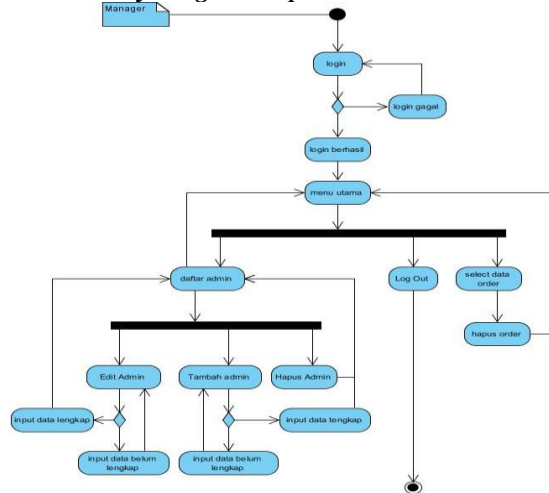 Manager
login
login gagal
login berhasil
menu utama
daftar admin
Log Out
select data
order
hapus order
Edit Admin
Tambah admin
Hapus Admin
input data lengkap
input data lengkap
input data belum
lengkap
input data belum
lengkap